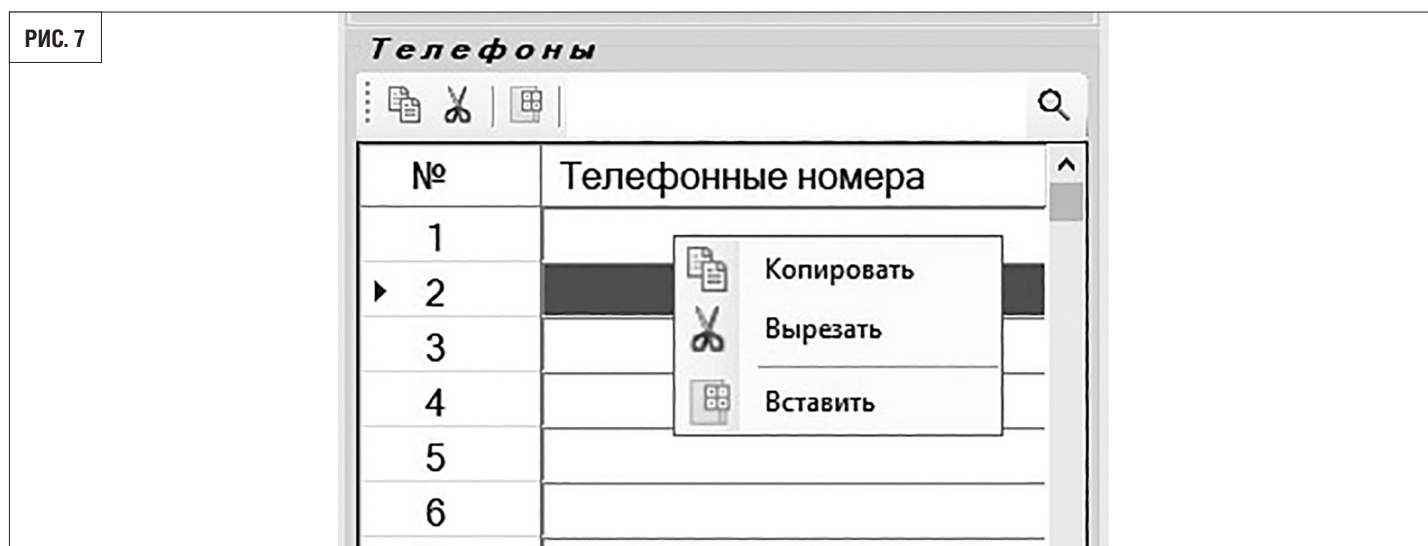 РИС. 7
Телефоны
№ Телефонные номера
1
Копировать
2
Вырезать
3
4
Вставить
5
6